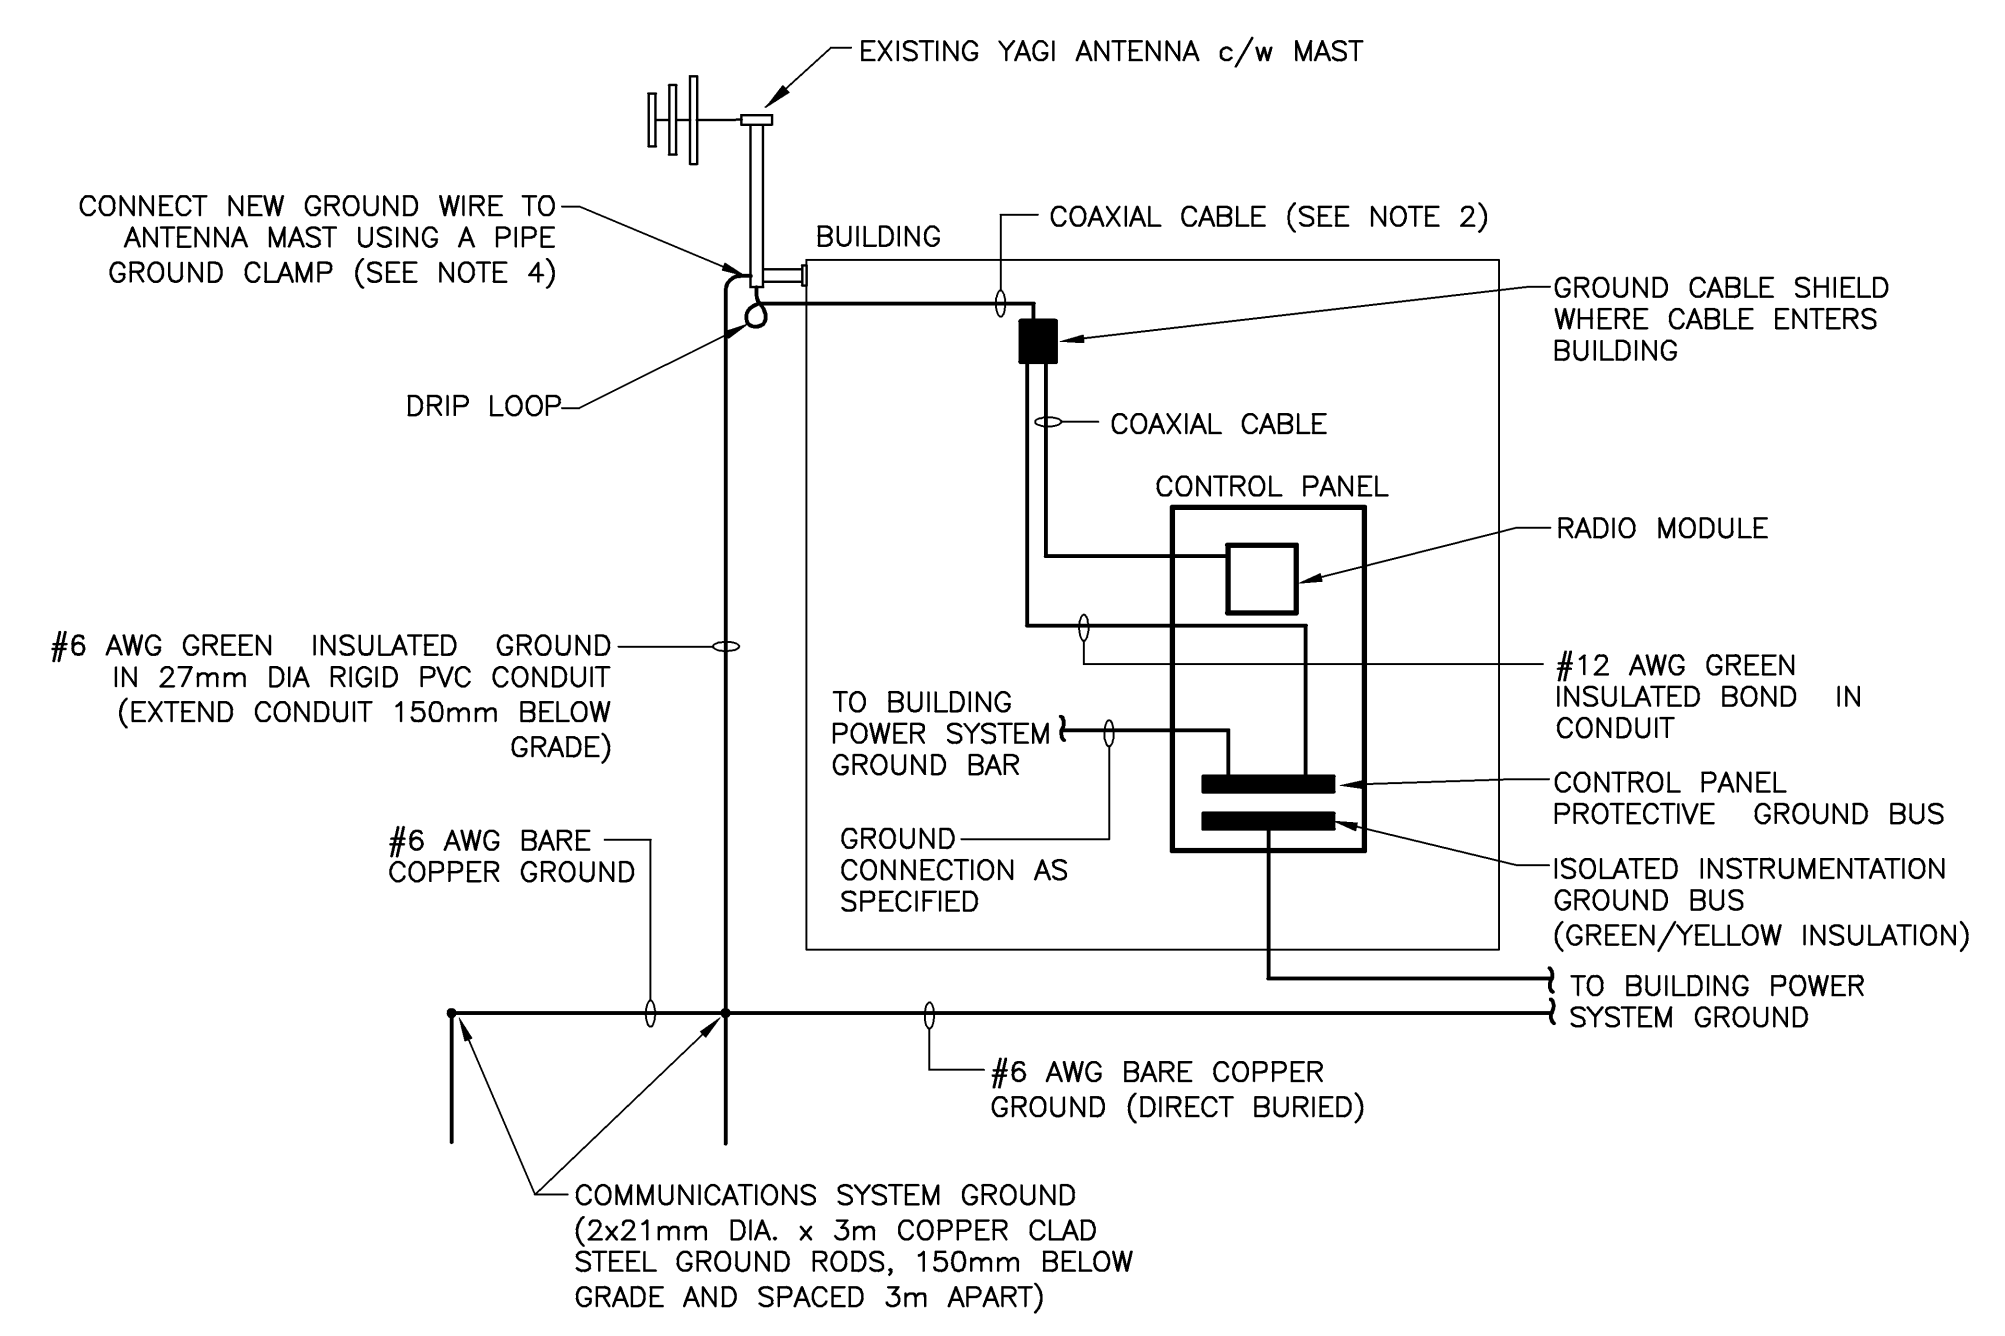 EXISTING YAGI ANTENNA c/w MAST
CONNECT NEW GROUND WIRE TO
ANTENNA MAST USING A PIPE
GROUND CLAMP (SEE NOTE 4)
BUILDING
COAXIAL CABLE (SEE NOTE 2)
GROUND CABLE SHIELD
WHERE CABLE ENTERS
BUILDING
DRIP LOOP
COAXIAL CABLE
CONTROL PANEL
RADIO MODULE
#6 AWG GREEN INSULATED GROUND
IN 27mm DIA RIGID PVC CONDUIT
(EXTEND CONDUIT 150mm BELOW
GRADE)
#12 AWG GREEN
INSULATED BOND IN
CONDUIT
TO BUILDING
POWER SYSTEM
GROUND BAR
CONTROL PANEL
PROTECTIVE GROUND BUS
#6 AWG BARE
COPPER GROUND
GROUND
CONNECTION AS
SPECIFIED
ISOLATED INSTRUMENTATION
GROUND BUS
(GREEN/YELLOW INSULATION)
TO BUILDING POWER
SYSTEM GROUND
#6 AWG BARE COPPER
GROUND (DIRECT BURIED)
COMMUNICATIONS SYSTEM GROUND
(2x21mm DIA. x 3m COPPER CLAD
STEEL GROUND RODS, 150mm BELOW
GRADE AND SPACED 3m APART)